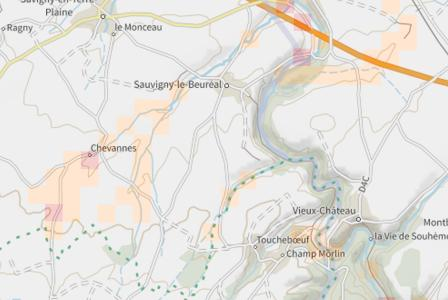 Savigny-en-Terre
Plaine
Ragny
le Monceau
Sauvigny-le-Beuréal
Chevannes
D4C
Vieux-Château
la Vie de Souhème
Touchebœuf
Champ Morlin